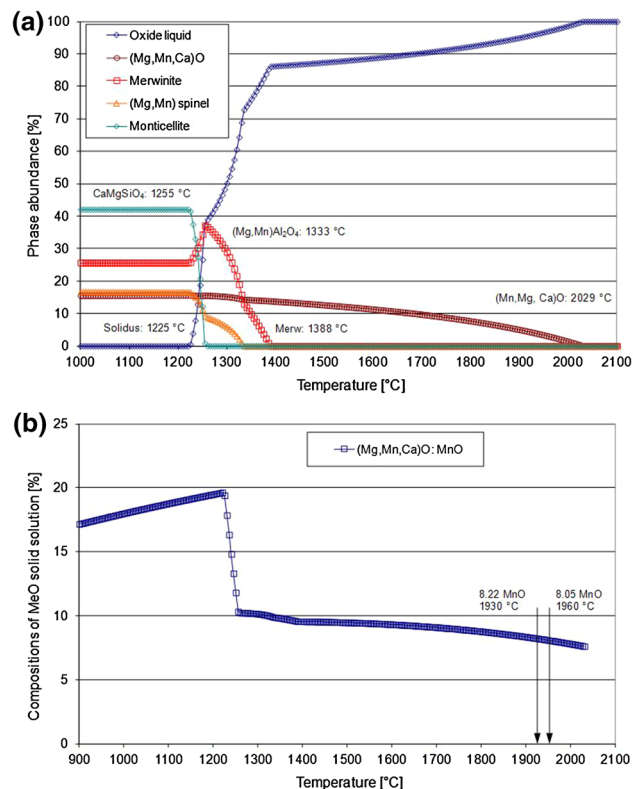 (a)
100
90
80
70
60
50
40
30
20
10
0
Phase abundance [%]
Oxide liquid
(Mg,Mn,Ca)O
Merwinite
(Mg,Mn) spinel
Monticellite
CaMgSiO₄: 1255 °C
(Mg,Mn)Al₂O₄: 1333 °C
(Mn,Mg, Ca)O: 2029 °C
Solidus: 1225 °C
Merw: 1388 °C
1000 1100 1200 1300 1400 1500 1600 1700 1800 1900 2000 2100
Temperature [°C]
(b)
25
20
15
10
5
0
Compositions of MeO solid solution [%]
(Mg,Mn,Ca)O: MnO
8.22 MnO
1930 °C
8.05 MnO
1960 °C
900 1000 1100 1200 1300 1400 1500 1600 1700 1800 1900 2000 2100
Temperature [°C]